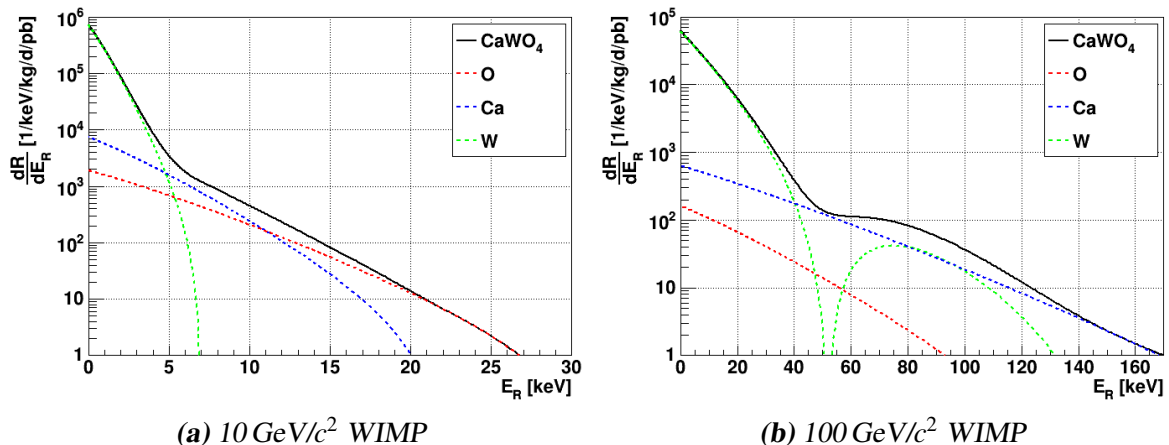 dR/dE_R [1/keV/kg/d/pb]
10^6
10^5
10^4
10^3
10^2
10
1
0 5 10 15 20 25 30
E_R [keV]
CaWO_4
O
Ca
W
(a) 10 GeV/c^2 WIMP
dR/dE_R [1/keV/kg/d/pb]
10^5
10^4
10^3
10^2
10
1
0 20 40 60 80 100 120 140 160
E_R [keV]
CaWO_4
O
Ca
W
(b) 100 GeV/c^2 WIMP